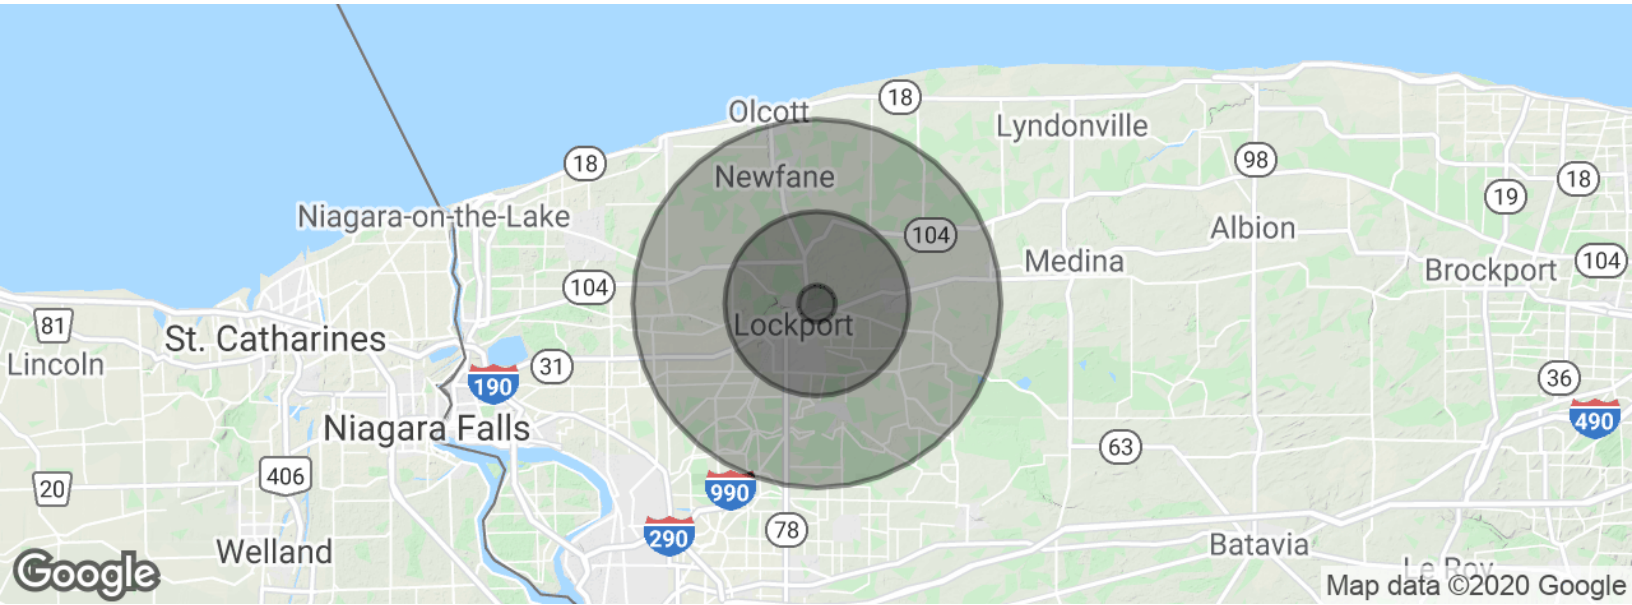 Olcott
18
Lyndonville
18
98
Newfane
18
19
Niagara-on-the-Lake
104
Albion
Medina
104
Brockport
104
81
Lockport
St. Catharines
Lincoln
31
190
36
Niagara Falls
490
63
406
20
990
78
290
Batavia
Welland
Le Roy
Google
Map data ©2020 Google